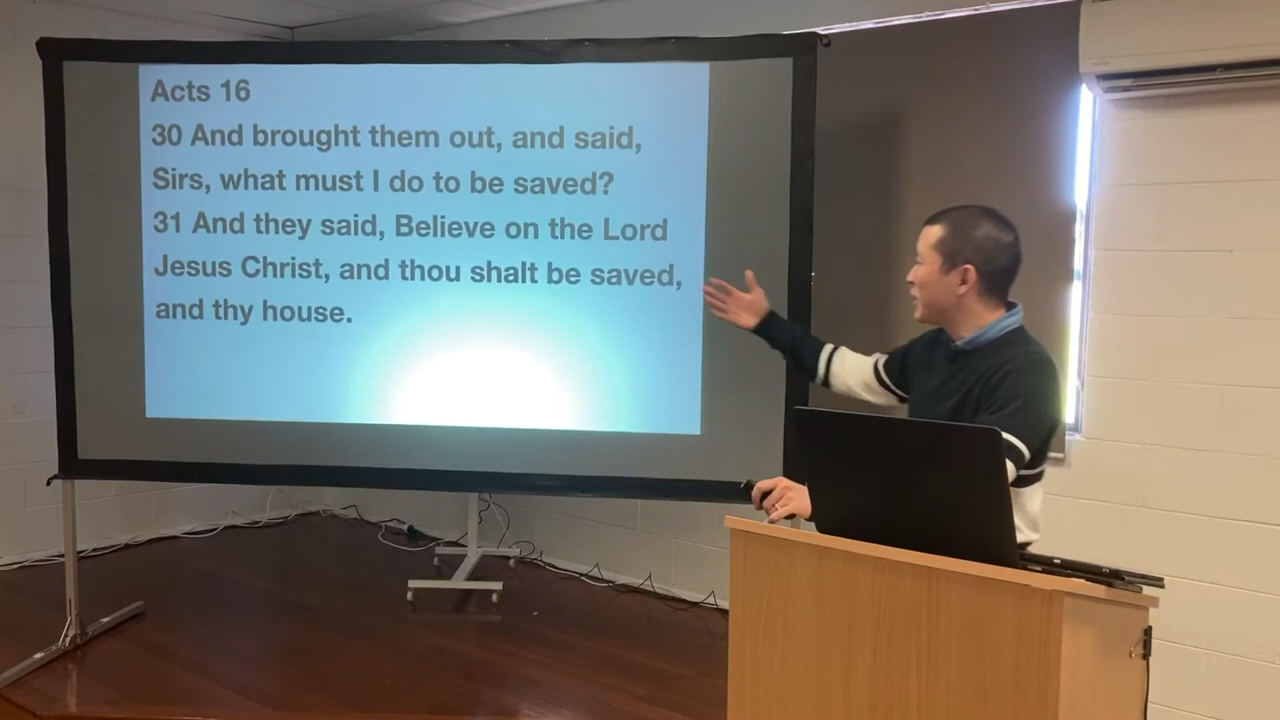 Acts 16
30 And brought them out, and said,
Sirs, what must I do to be saved?
31 And they said, Believe on the Lord
Jesus Christ, and thou shalt be saved,
and thy house.